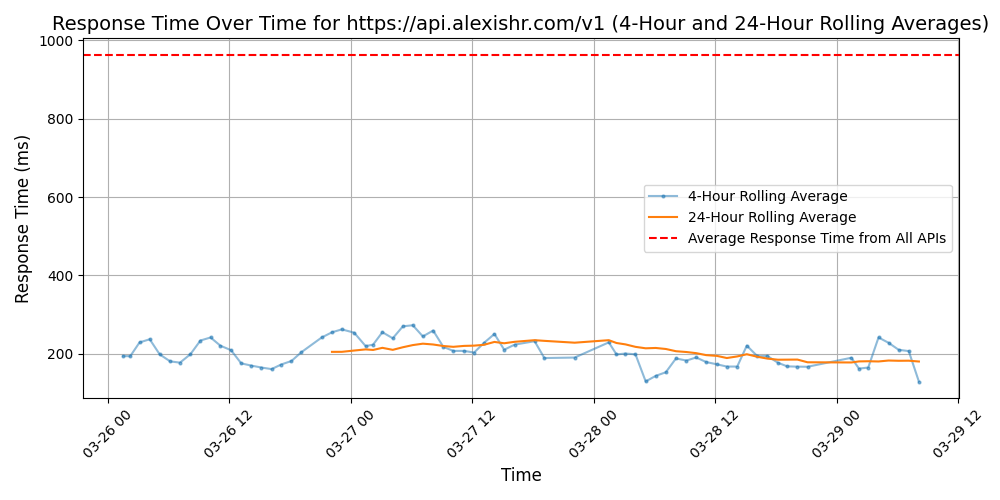 Response Time Over Time for https://api.alexishr.com/v1 (4-Hour and 24-Hour Rolling Averages)
1000
800
600
400
200
Response Time (ms)
4-Hour Rolling Average
24-Hour Rolling Average
Average Response Time from All APIs
03-26 00
03-26 12
03-27 00
03-27 12
03-28 00
03-28 12
03-29 00
03-29 12
Time